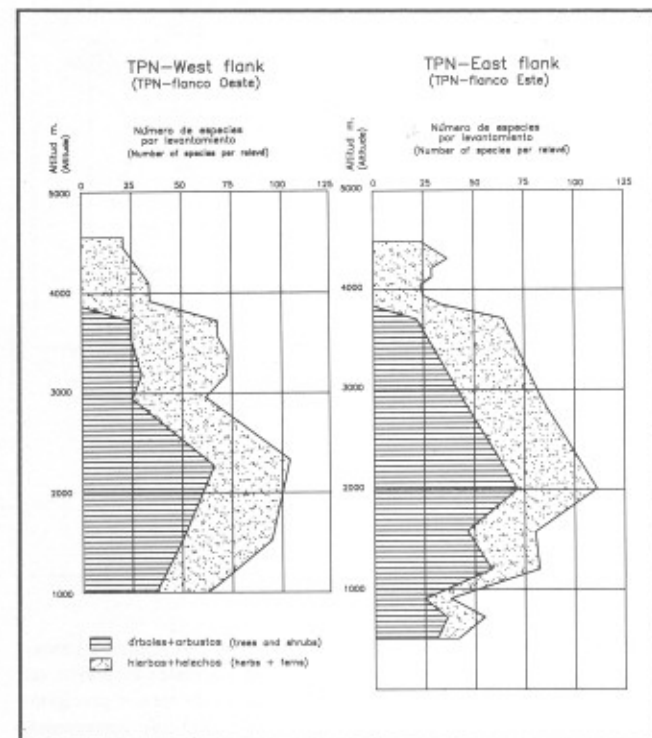 TPN-West flank
(TPN-flanco Oeste)
Altitud m.
(Altitude)
Número de especies
por levantamiento
(Number of species per relevé)
0 25 50 75 100 125
5000
4000
3000
2000
1000
árboles+arbustos (trees and shrubs)
hierbas+helechos (herbs + ferns)
TPN-East flank
(TPN-flanco Este)
Altitud m.
(Altitude)
Número de especies
por levantamiento
(Number of species per relevé)
0 25 50 75 100 125
5000
4000
3000
2000
1000